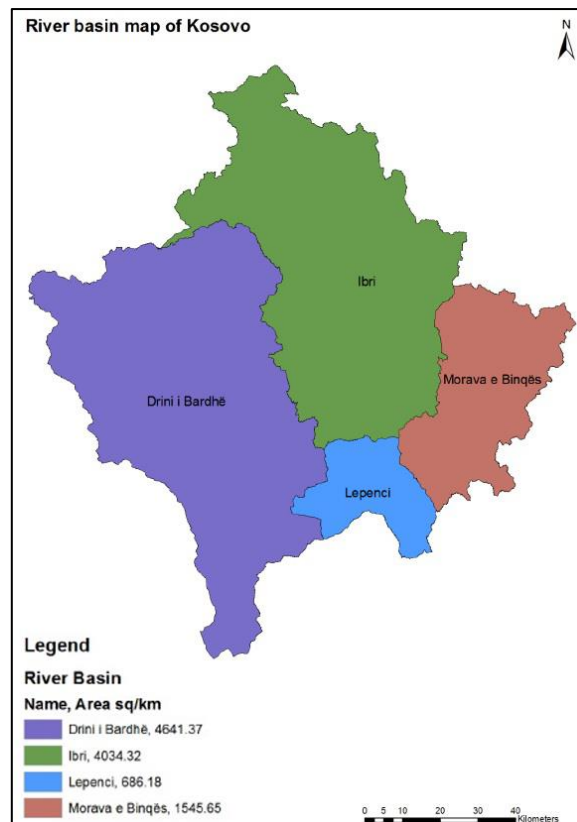 River basin map of Kosovo
N
Ibri
Morava e Binqës
Drini i Bardhë
Lepenci
Legend
River Basin
Name, Area sq/km
Drini i Bardhë, 4641.37
Ibri, 4034.32
Lepenci, 686.18
Morava e Binqës, 1545.65
0 5 10 20 30 40
Kilometers